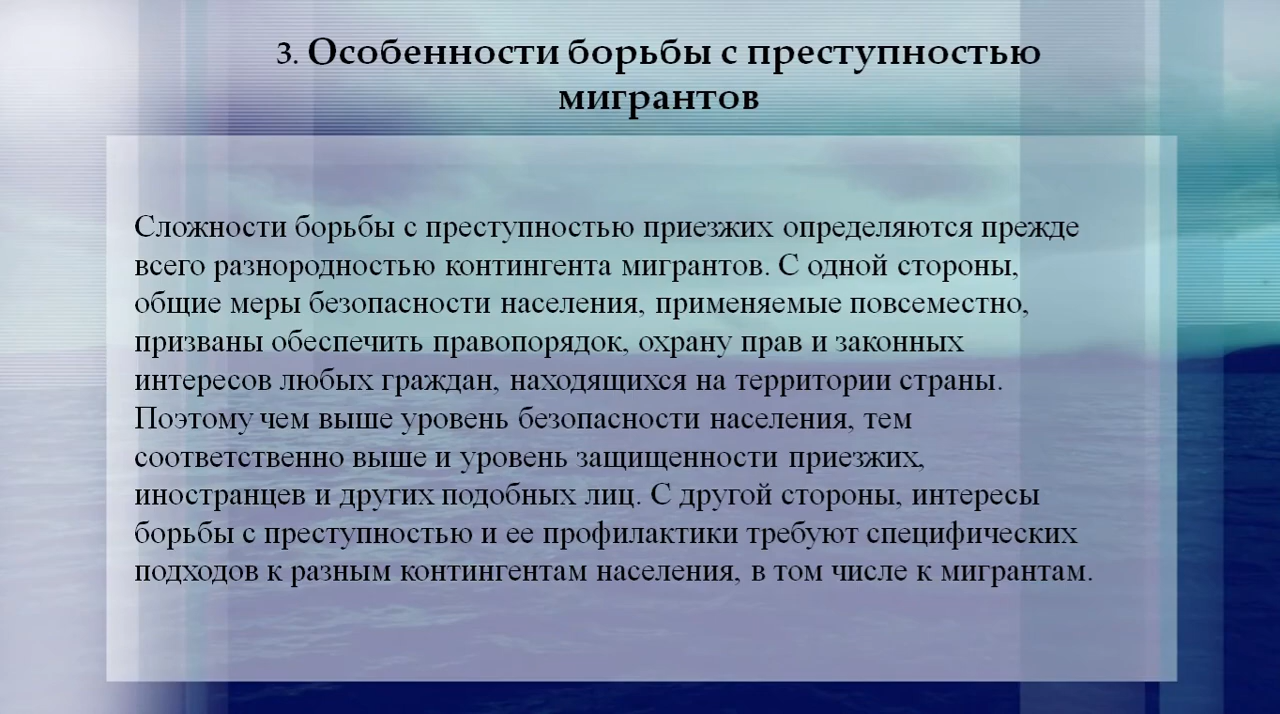 3. Особенности борьбы с преступностью
мигрантов
Сложности борьбы с преступностью приезжих определяются прежде
всего разнородностью контингента мигрантов. С одной стороны,
общие меры безопасности населения, применяемые повсеместно,
призваны обеспечить правопорядок, охрану прав и законных
интересов любых граждан, находящихся на территории страны.
Поэтому чем выше уровень безопасности населения, тем
соответственно выше и уровень защищенности приезжих,
иностранцев и других подобных лиц. С другой стороны, интересы
борьбы с преступностью и ее профилактики требуют специфических
подходов к разным контингентам населения, в том числе к мигрантам.